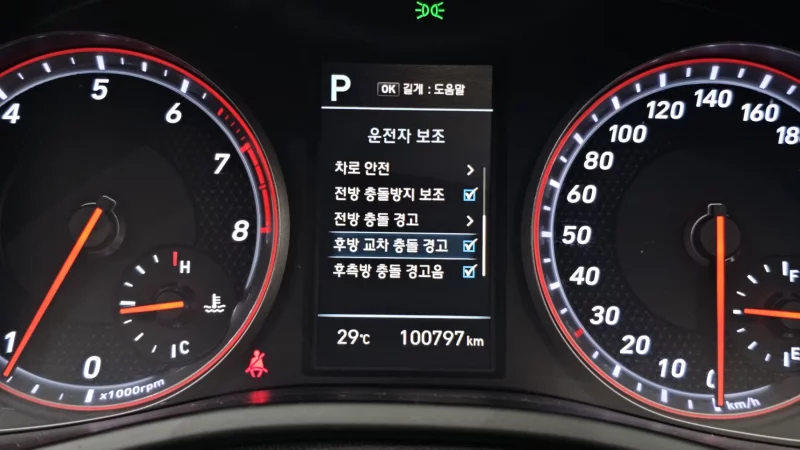 P OK 길게 : 도움말
운전자 보조
차로 안전
전방 충돌방지 보조
전방 충돌 경고
후방 교차 충돌 경고
후측방 충돌 경고음
29℃ 100797 km
4 5 6 7 8
1 0
x1000rpm
H
C
0 10 20 30 40 50 60 80 100 120 140 160
km/h
F
E